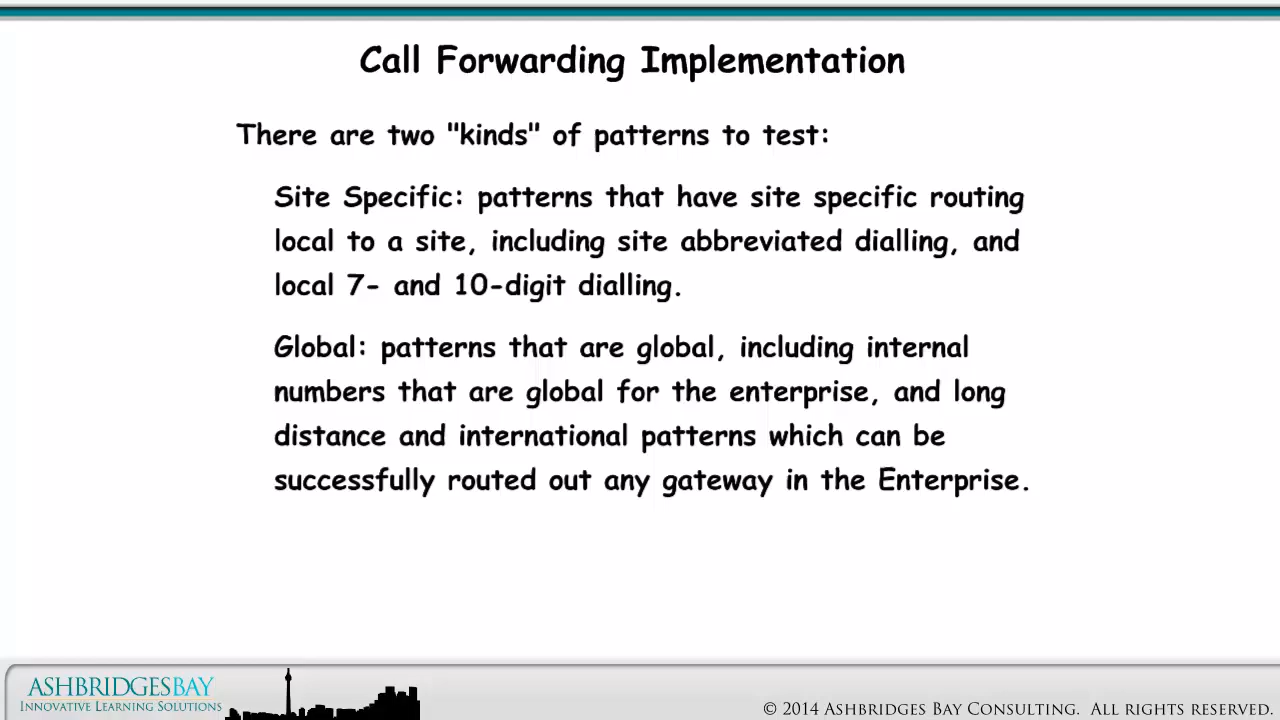 Call Forwarding Implementation
There are two "kinds" of patterns to test:
Site Specific: patterns that have site specific routing
local to a site, including site abbreviated dialling, and
local 7- and 10-digit dialling.
Global: patterns that are global, including internal
numbers that are global for the enterprise, and long
distance and international patterns which can be
successfully routed out any gateway in the Enterprise.
ASHBRIDGESBAY
INNOVATIVE LEARNING SOLUTIONS
© 2014 ASHBRIDGES BAY CONSULTING. ALL RIGHTS RESERVED.